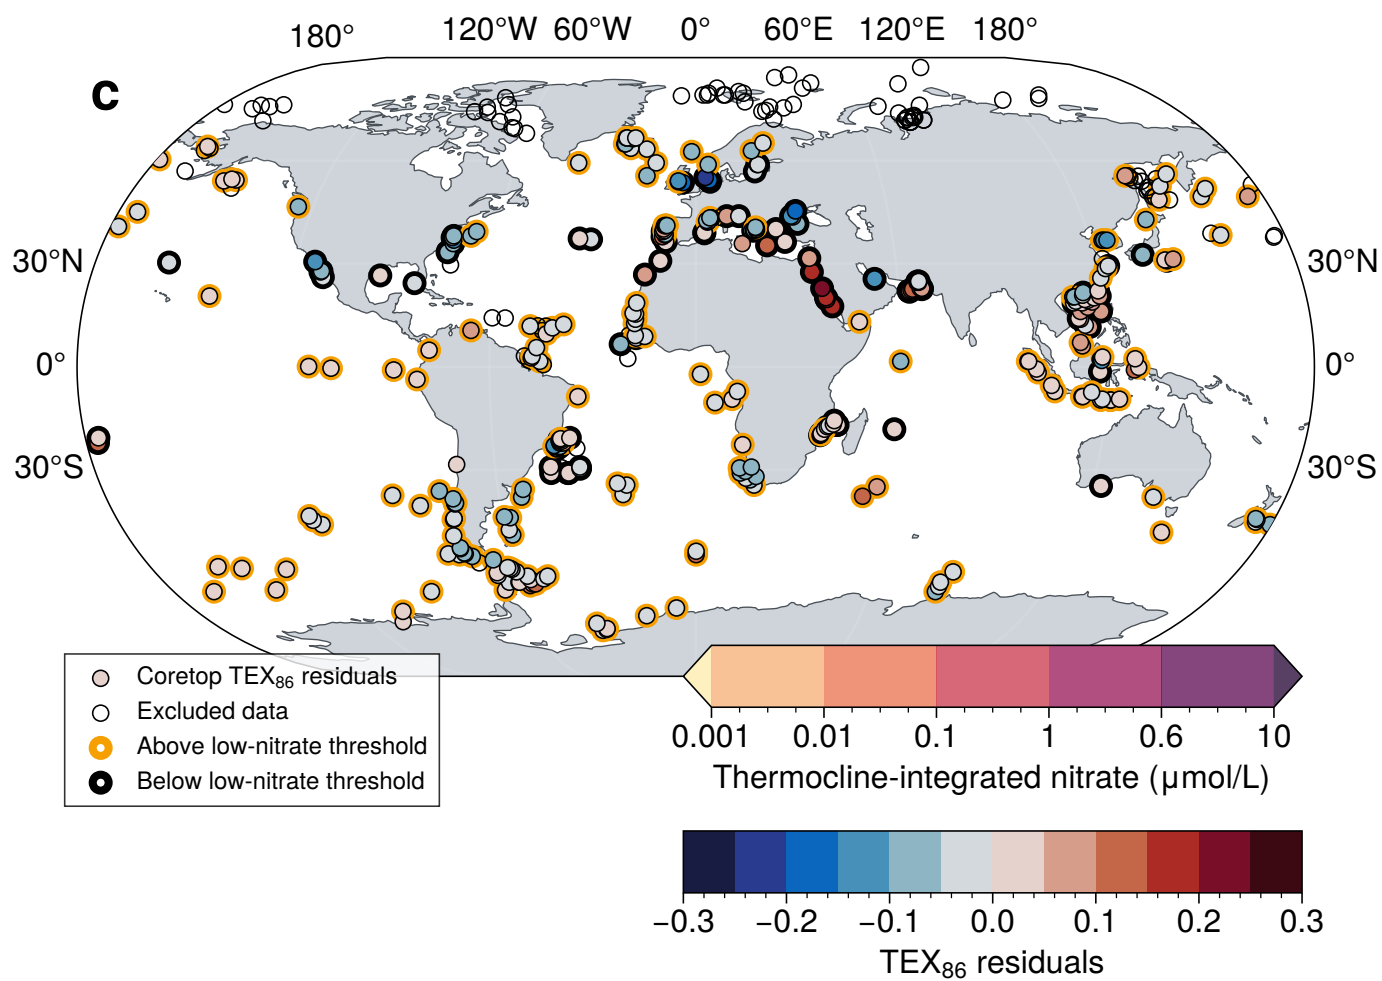 180° 120°W 60°W 0° 60°E 120°E 180°
c
30°N 30°N
0° 0°
30°S 30°S
Coretop TEX₈₆ residuals
Excluded data
Above low-nitrate threshold
Below low-nitrate threshold
0.001 0.01 0.1 1 0.6 10
Thermocline-integrated nitrate (µmol/L)
−0.3 −0.2 −0.1 0.0 0.1 0.2 0.3
TEX₈₆ residuals